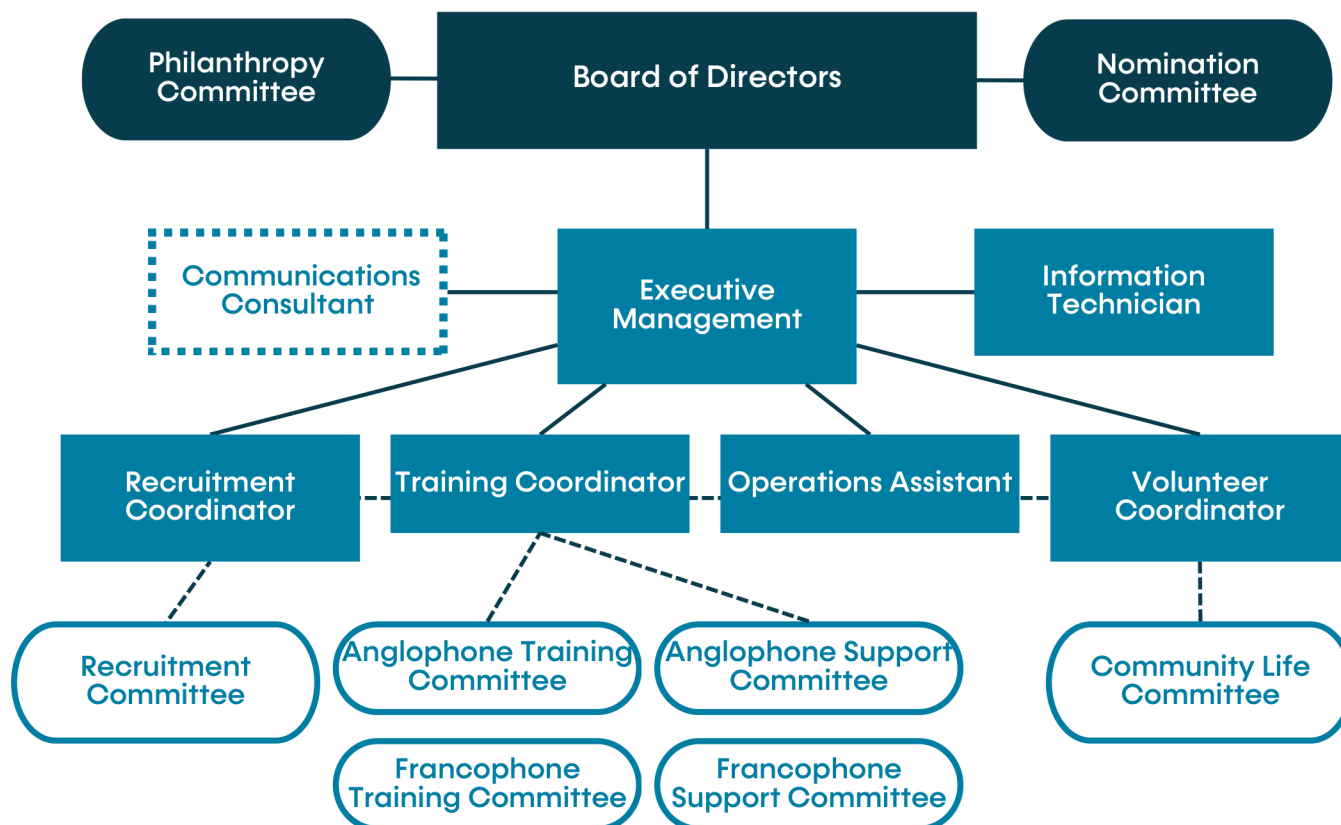 Philanthropy
Committee
Board of Directors
Nomination
Committee
Communications
Consultant
Executive
Management
Information
Technician
Recruitment
Coordinator
Training Coordinator
Operations Assistant
Volunteer
Coordinator
Recruitment
Committee
Anglophone Training
Committee
Anglophone Support
Committee
Community Life
Committee
Francophone
Training Committee
Francophone
Support Committee